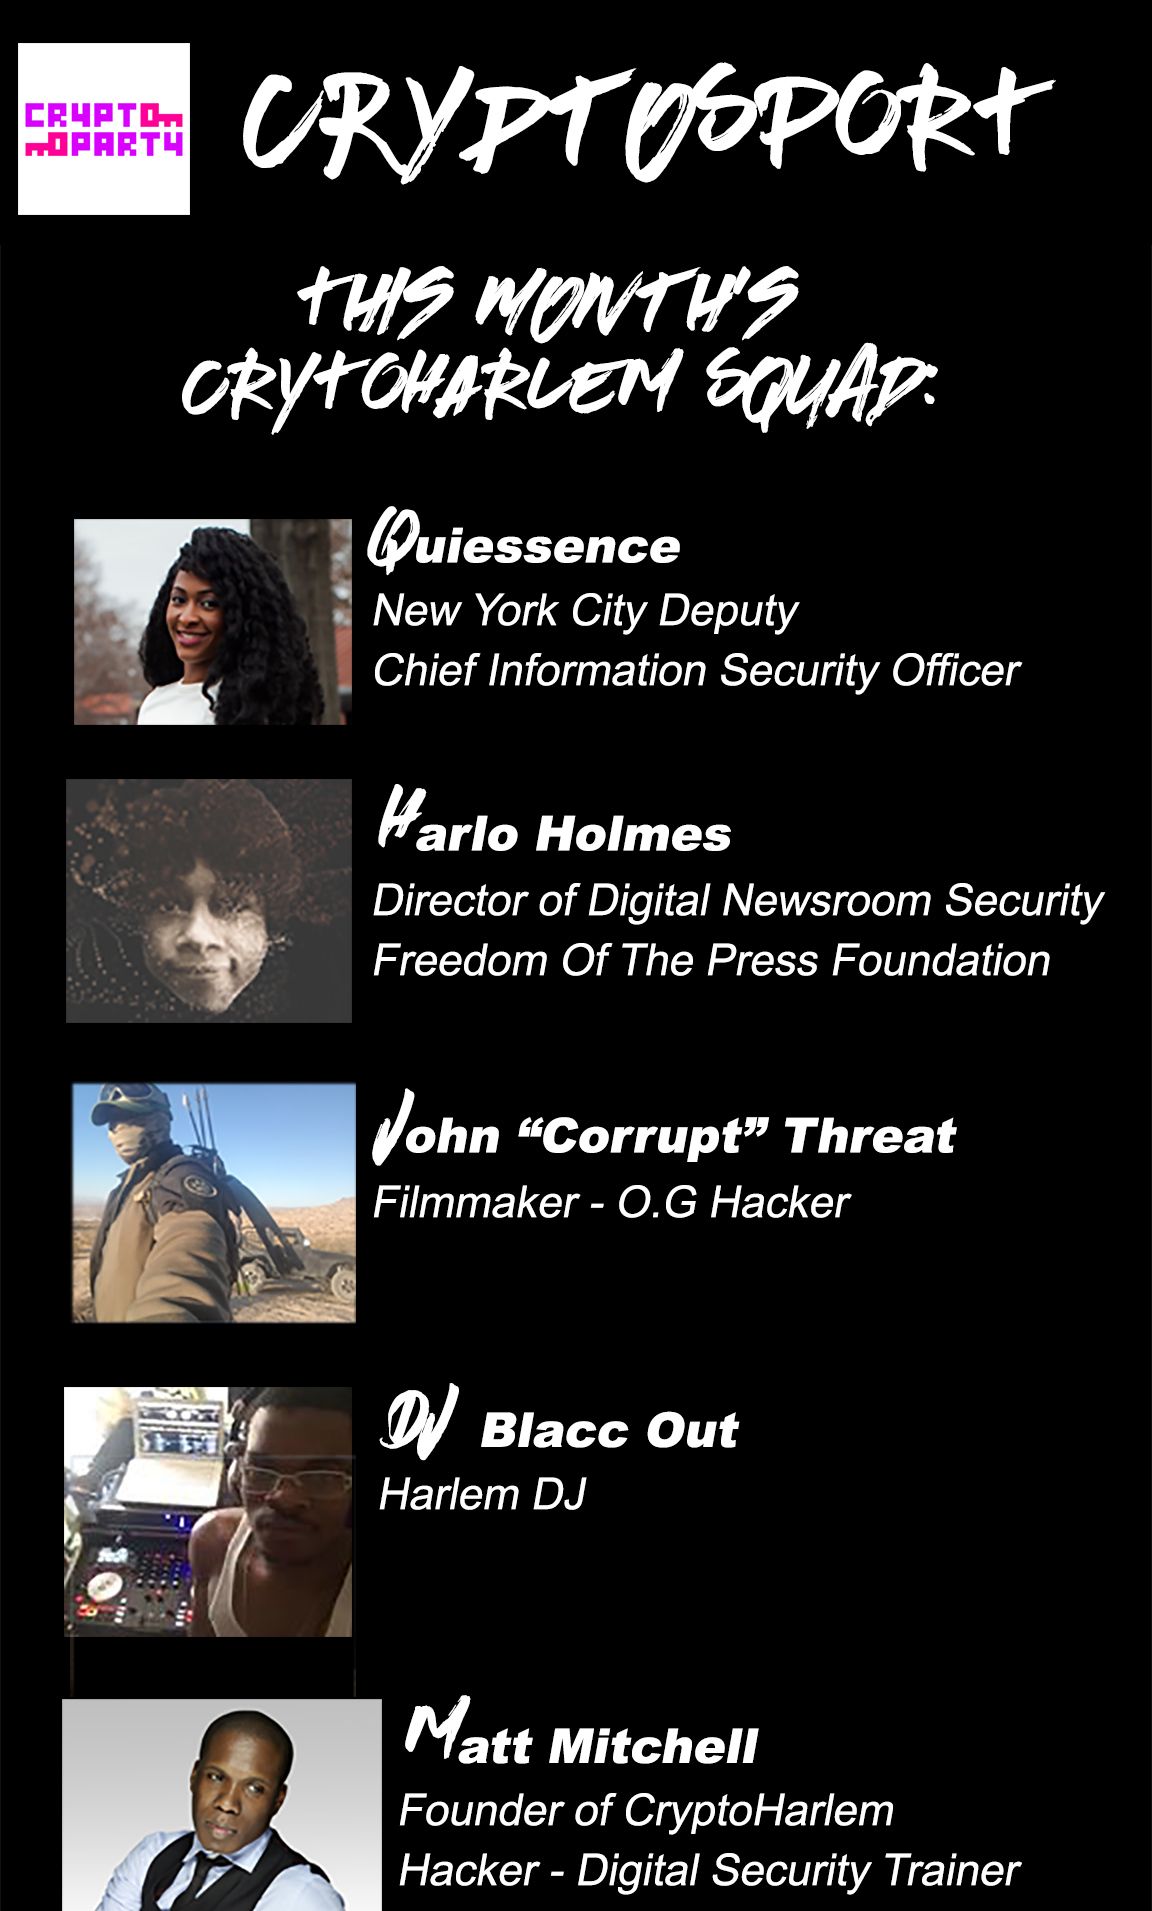 CRYPTO
PARTY
CRYPTOSPORT
THIS MONTH'S
CRYTOHARLEM SQUAD:
Quiessence
New York City Deputy
Chief Information Security Officer
Harlo Holmes
Director of Digital Newsroom Security
Freedom Of The Press Foundation
John “Corrupt” Threat
Filmmaker - O.G Hacker
DJ Blacc Out
Harlem DJ
Matt Mitchell
Founder of CryptoHarlem
Hacker - Digital Security Trainer